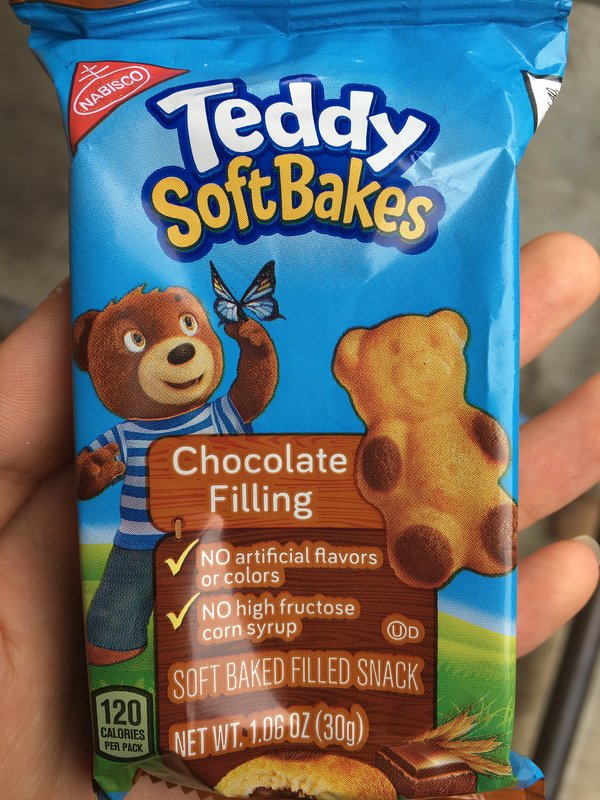 NABISCO
Teddy
SoftBakes
Chocolate
Filling
NO artificial flavors
or colors
NO high fructose
corn syrup
UD
SOFT BAKED FILLED SNACK
120
CALORIES
PER PACK
NET WT. 1.06 OZ (30g)